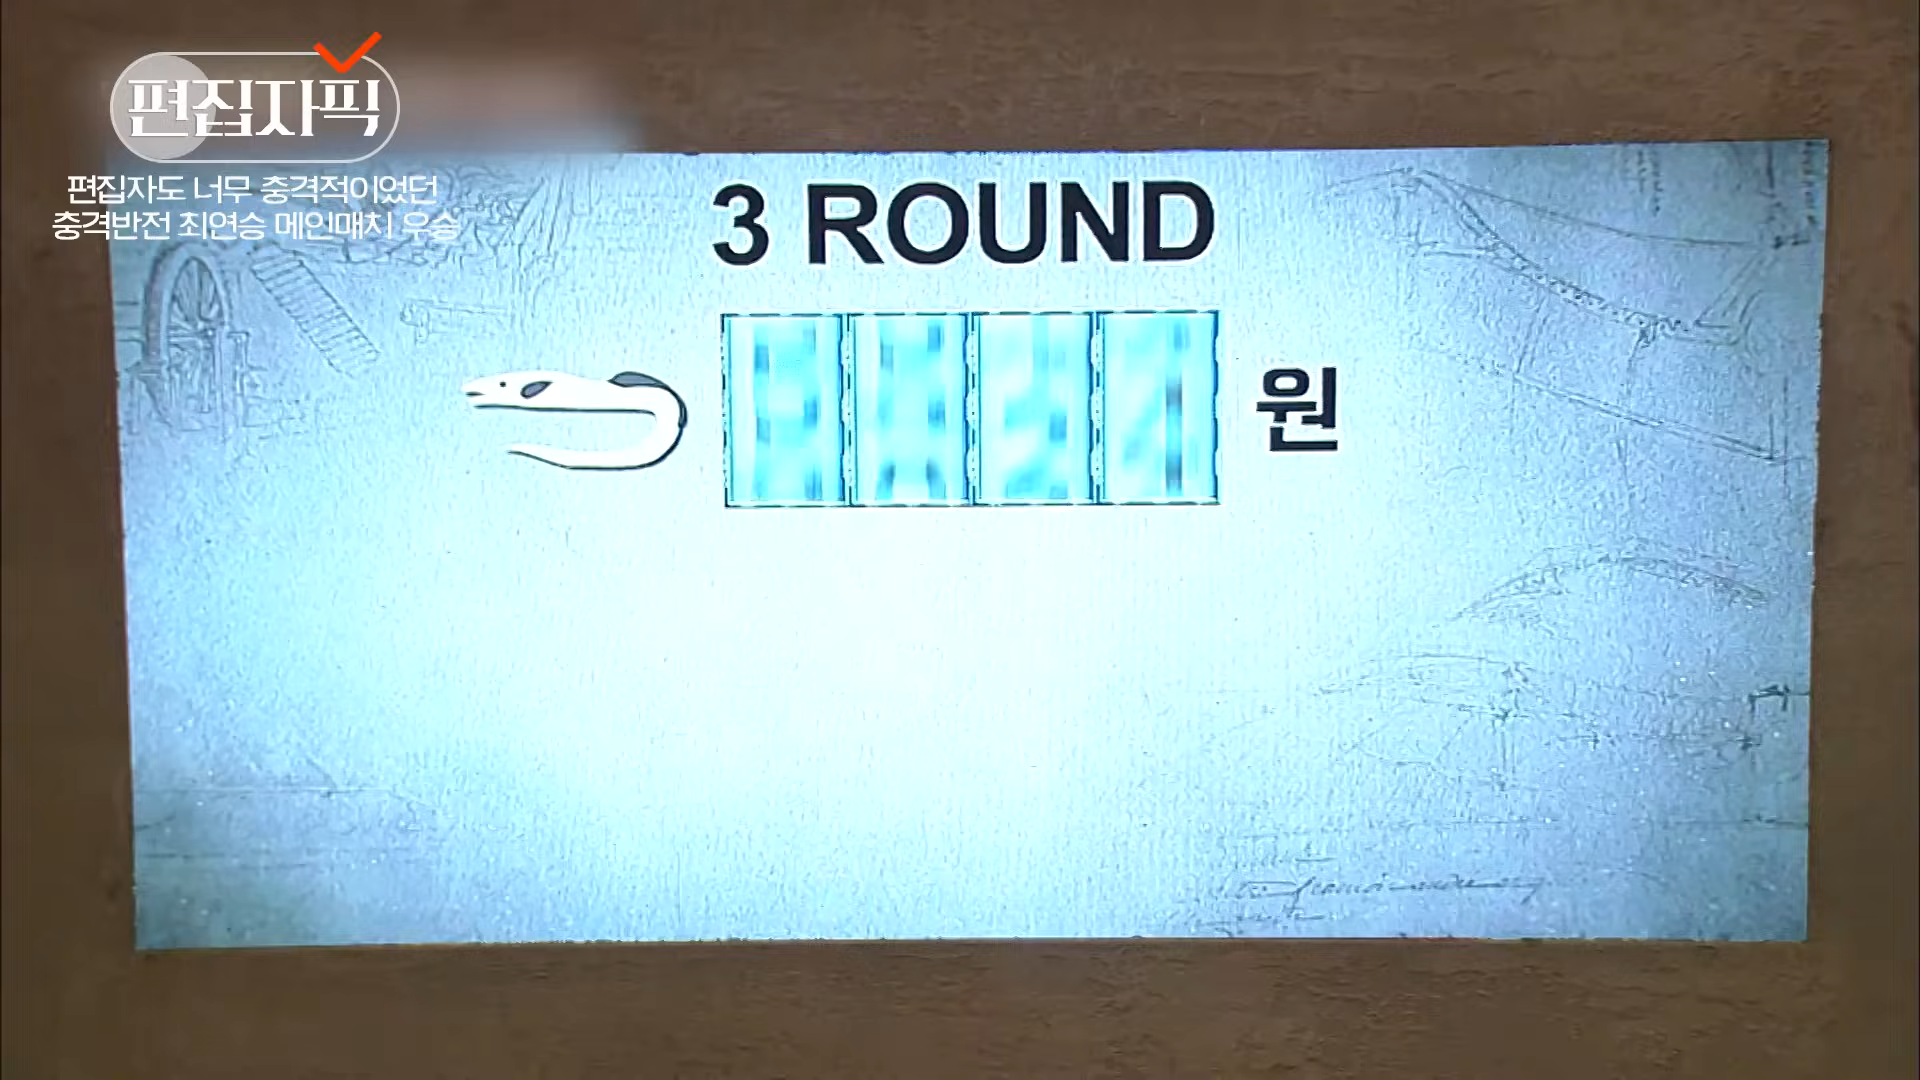 편집자픽
편집자도 너무 충격적이었던
충격반전 최연승 메인매치 우승
3 ROUND
원